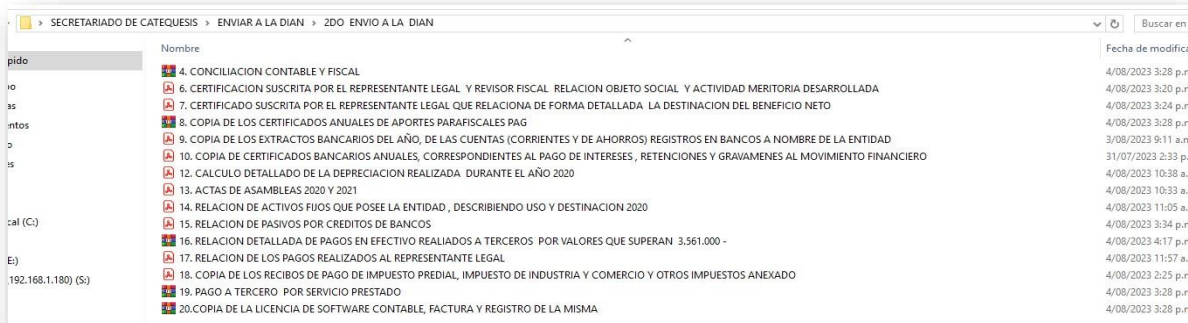 › SECRETARIADO DE CATEQUESIS › ENVIAR A LA DIAN › 2DO ENVIO A LA DIAN Buscar en
Nombre Fecha de modifica
pido
4. CONCILIACION CONTABLE Y FISCAL 4/08/2023 3:28 p.r
6. CERTIFICACION SUSCRITA POR EL REPRESENTANTE LEGAL Y REVISOR FISCAL RELACION OBJETO SOCIAL Y ACTIVIDAD MERITORIA DESARROLLADA 4/08/2023 3:20 p.r
7. CERTIFICADO SUSCRITA POR EL REPRESENTANTE LEGAL QUE RELACIONA DE FORMA DETALLADA LA DESTINACION DEL BENEFICIO NETO 4/08/2023 3:24 p.r
8. COPIA DE LOS CERTIFICADOS ANUALES DE APORTES PARAFISCALES PAG 4/08/2023 3:28 p.r
entos
9. COPIA DE LOS EXTRACTOS BANCARIOS DEL AÑO, DE LAS CUENTAS (CORRIENTES Y DE AHORROS) REGISTROS EN BANCOS A NOMBRE DE LA ENTIDAD 3/08/2023 9:11 a.n
10. COPIA DE CERTIFICADOS BANCARIOS ANUALES, CORRESPONDIENTES AL PAGO DE INTERESES , RETENCIONES Y GRAVAMENES AL MOVIMIENTO FINANCIERO 31/07/2023 2:33 p.
12. CALCULO DETALLADO DE LA DEPRECIACION REALIZADA DURANTE EL AÑO 2020 4/08/2023 10:38 a.
13. ACTAS DE ASAMBLEAS 2020 Y 2021 4/08/2023 10:33 a.
14. RELACION DE ACTIVOS FIJOS QUE POSEE LA ENTIDAD , DESCRIBIENDO USO Y DESTINACION 2020 4/08/2023 11:05 a.
cal (C:)
15. RELACION DE PASIVOS POR CREDITOS DE BANCOS 4/08/2023 3:34 p.r
16. RELACION DETALLADA DE PAGOS EN EFECTIVO REALIADOS A TERCEROS POR VALORES QUE SUPERAN 3.561.000 - 4/08/2023 4:17 p.r
E:)
17. RELACION DE LOS PAGOS REALIZADOS AL REPRESENTANTE LEGAL 4/08/2023 11:57 a.
192.168.1.180) (S:)
18. COPIA DE LOS RECIBOS DE PAGO DE IMPUESTO PREDIAL, IMPUESTO DE INDUSTRIA Y COMERCIO Y OTROS IMPUESTOS ANEXADO 4/08/2023 2:25 p.r
19. PAGO A TERCERO POR SERVICIO PRESTADO 4/08/2023 3:28 p.r
20.COPIA DE LA LICENCIA DE SOFTWARE CONTABLE, FACTURA Y REGISTRO DE LA MISMA 4/08/2023 3:28 p.r